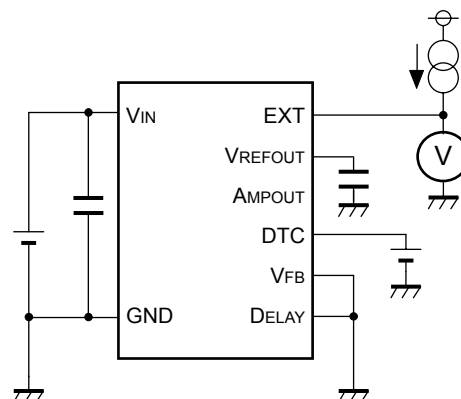 VIN
EXT
VREFOUT
V
AMPOUT
DTC
VFB
GND
DELAY